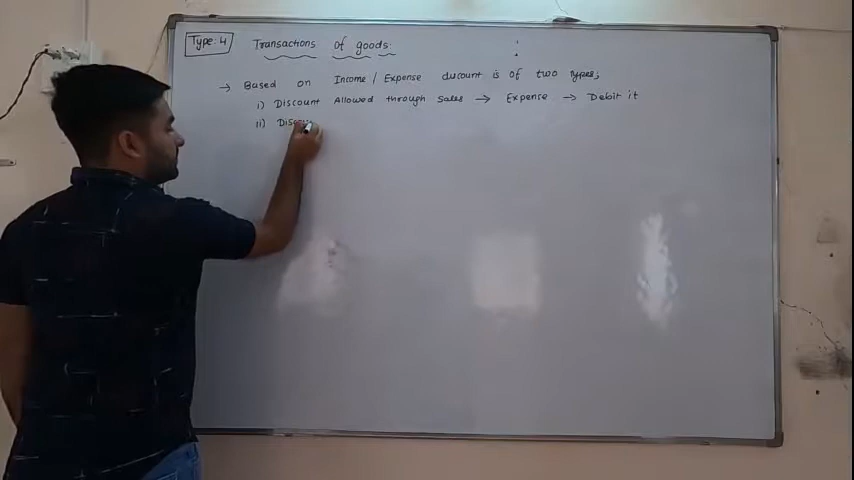 Type: 4 Transactions of goods.
→ Based on Income / Expense discount is of two types;
i) Discount Allowed through Sales → Expense → Debit it
ii) Discou